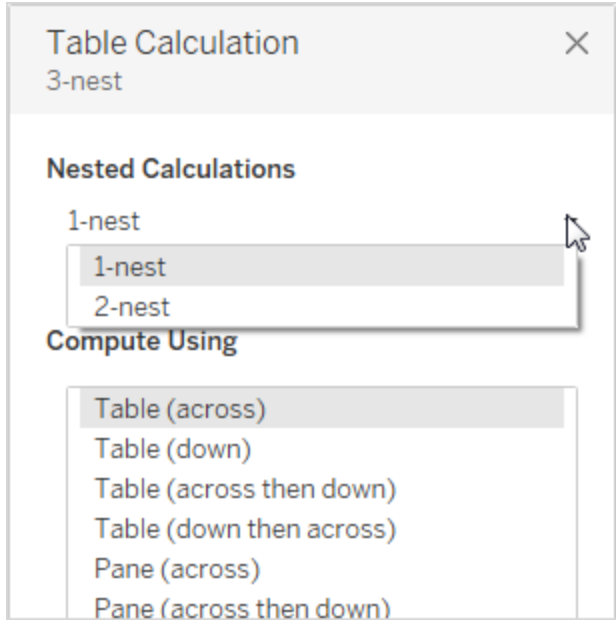 Table Calculation
3-nest
Nested Calculations
1-nest
1-nest
2-nest
Compute Using
Table (across)
Table (down)
Table (across then down)
Table (down then across)
Pane (across)
Pane (across then down)